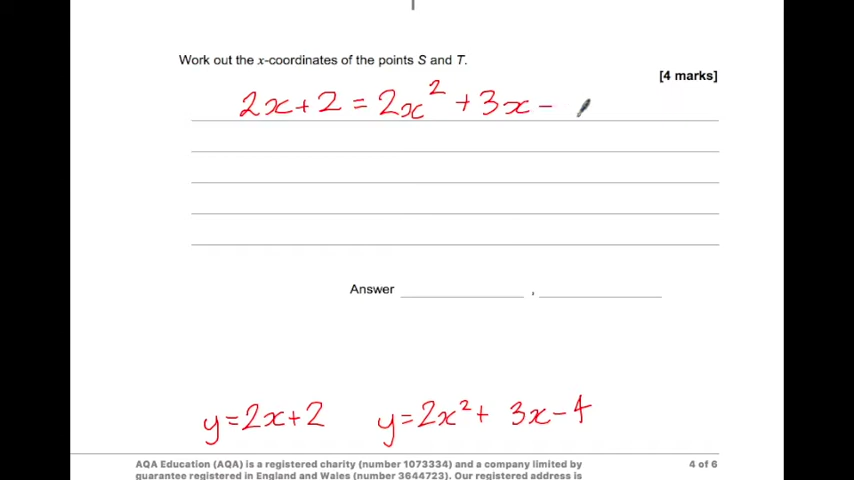 Work out the x-coordinates of the points S and T.
[4 marks]
2x+2 = 2x² + 3x -
Answer ,
y=2x+2 y=2x²+ 3x-4
AQA Education (AQA) is a registered charity (number 1073334) and a company limited by 4 of 6
guarantee registered in England and Wales (number 3644723). Our registered address is